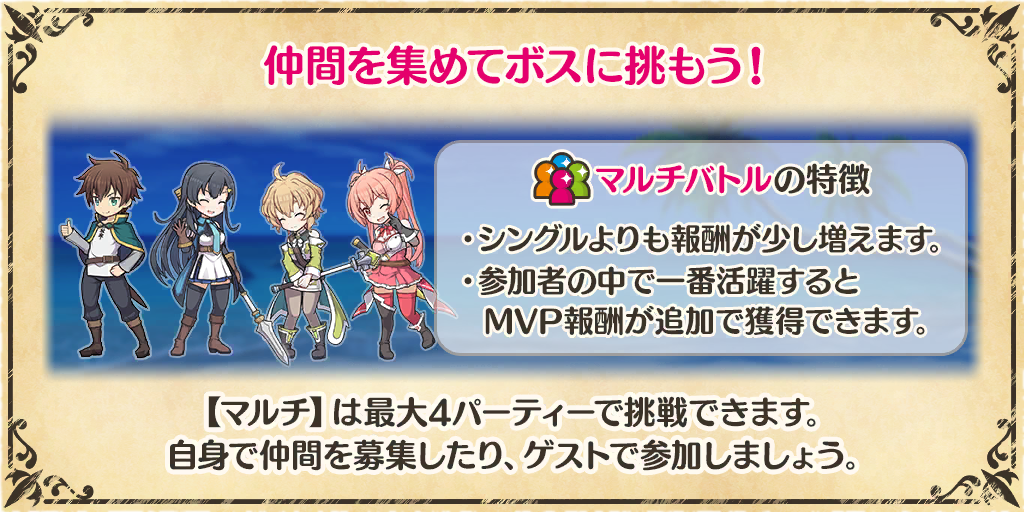 仲間を集めてボスに挑もう！
マルチバトルの特徴
・シングルよりも報酬が少し増えます。
・参加者の中で一番活躍すると
MVP報酬が追加で獲得できます。
【マルチ】は最大4パーティーで挑戦できます。
自身で仲間を募集したり、ゲストで参加しましょう。